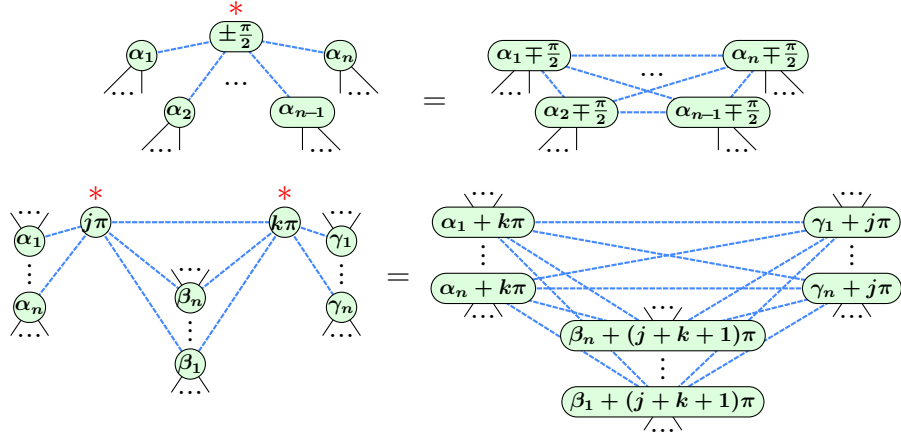 * 
α₁ ±π/2 αₙ α₁∓π/2 ... αₙ∓π/2
... ... ... = ... ...
α₂ αₙ₋₁ α₂∓π/2 αₙ₋₁∓π/2
... ... ... ...
* * ... ...
... jπ kπ ... α₁ + kπ γ₁ + jπ
α₁ γ₁
⋮ ... ⋮ = ⋮ ⋮
αₙ βₙ γₙ αₙ + kπ γₙ + jπ
... ⋮ ... ... ... ...
βₙ + (j + k + 1)π
β₁ ⋮
... β₁ + (j + k + 1)π
...